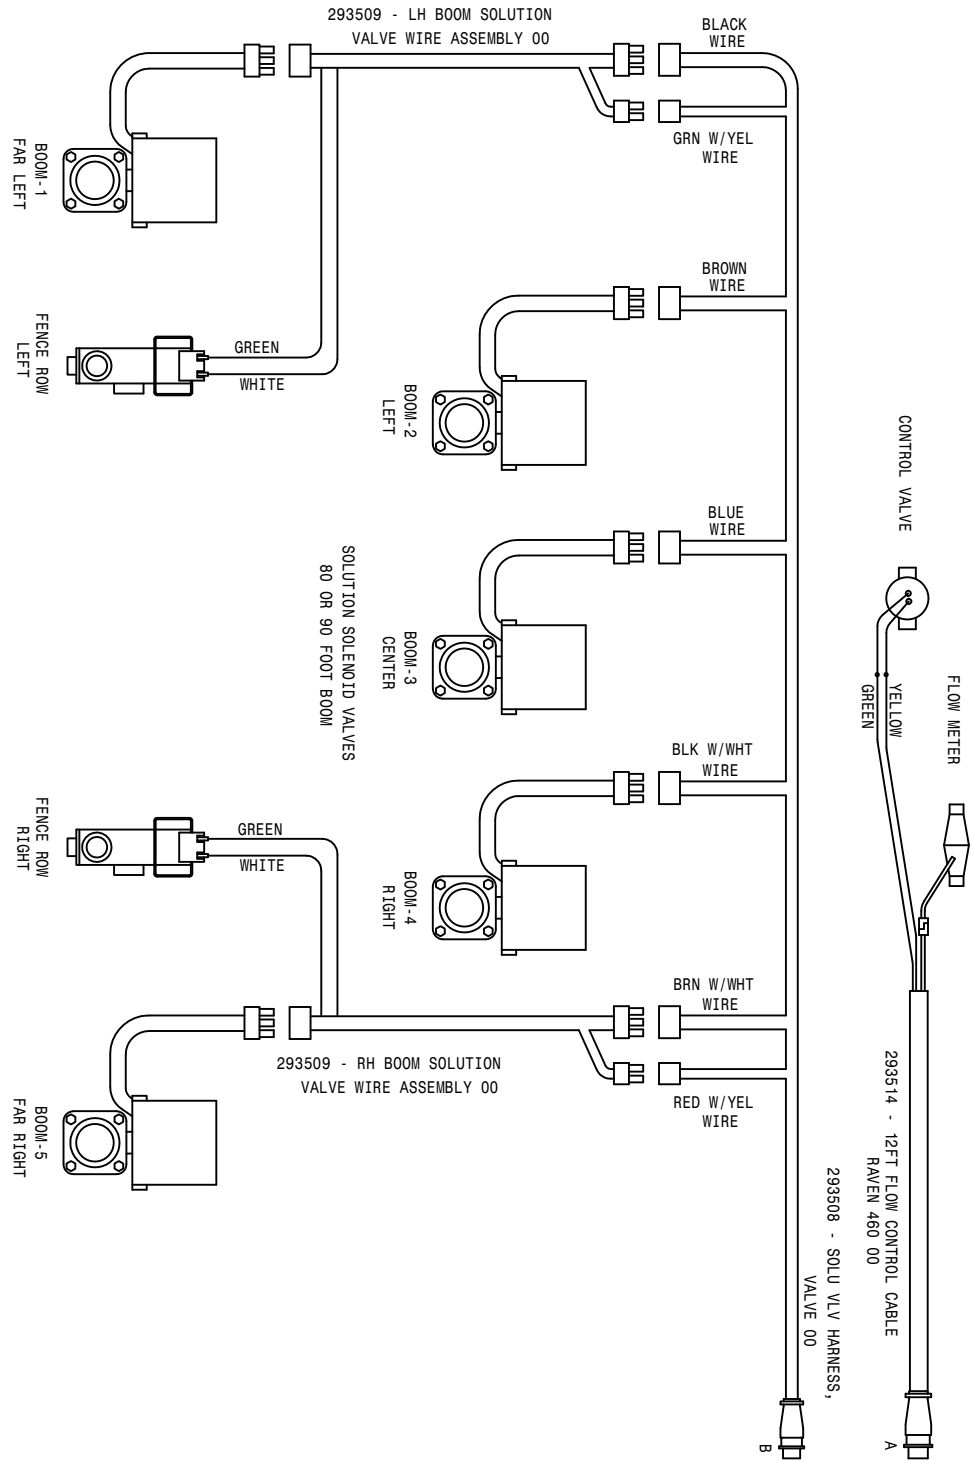 293509 - LH BOOM SOLUTION
VALVE WIRE ASSEMBLY 00
BLACK
WIRE
GRN W/YEL
WIRE
BOOM-1
FAR LEFT
BROWN
WIRE
FENCE ROW
LEFT
GREEN
WHITE
BOOM-2
LEFT
CONTROL VALVE
BLUE
WIRE
SOLUTION SOLENOID VALVES
80 OR 90 FOOT BOOM
BOOM-3
CENTER
YELLOW
GREEN
FLOW METER
BLK W/WHT
WIRE
FENCE ROW
RIGHT
GREEN
WHITE
BOOM-4
RIGHT
BRN W/WHT
WIRE
293509 - RH BOOM SOLUTION
VALVE WIRE ASSEMBLY 00
RED W/YEL
WIRE
BOOM-5
FAR RIGHT
293514 - 12FT FLOW CONTROL CABLE
RAVEN 460 00
293508 - SOLU VLV HARNESS,
VALVE 00
A
B